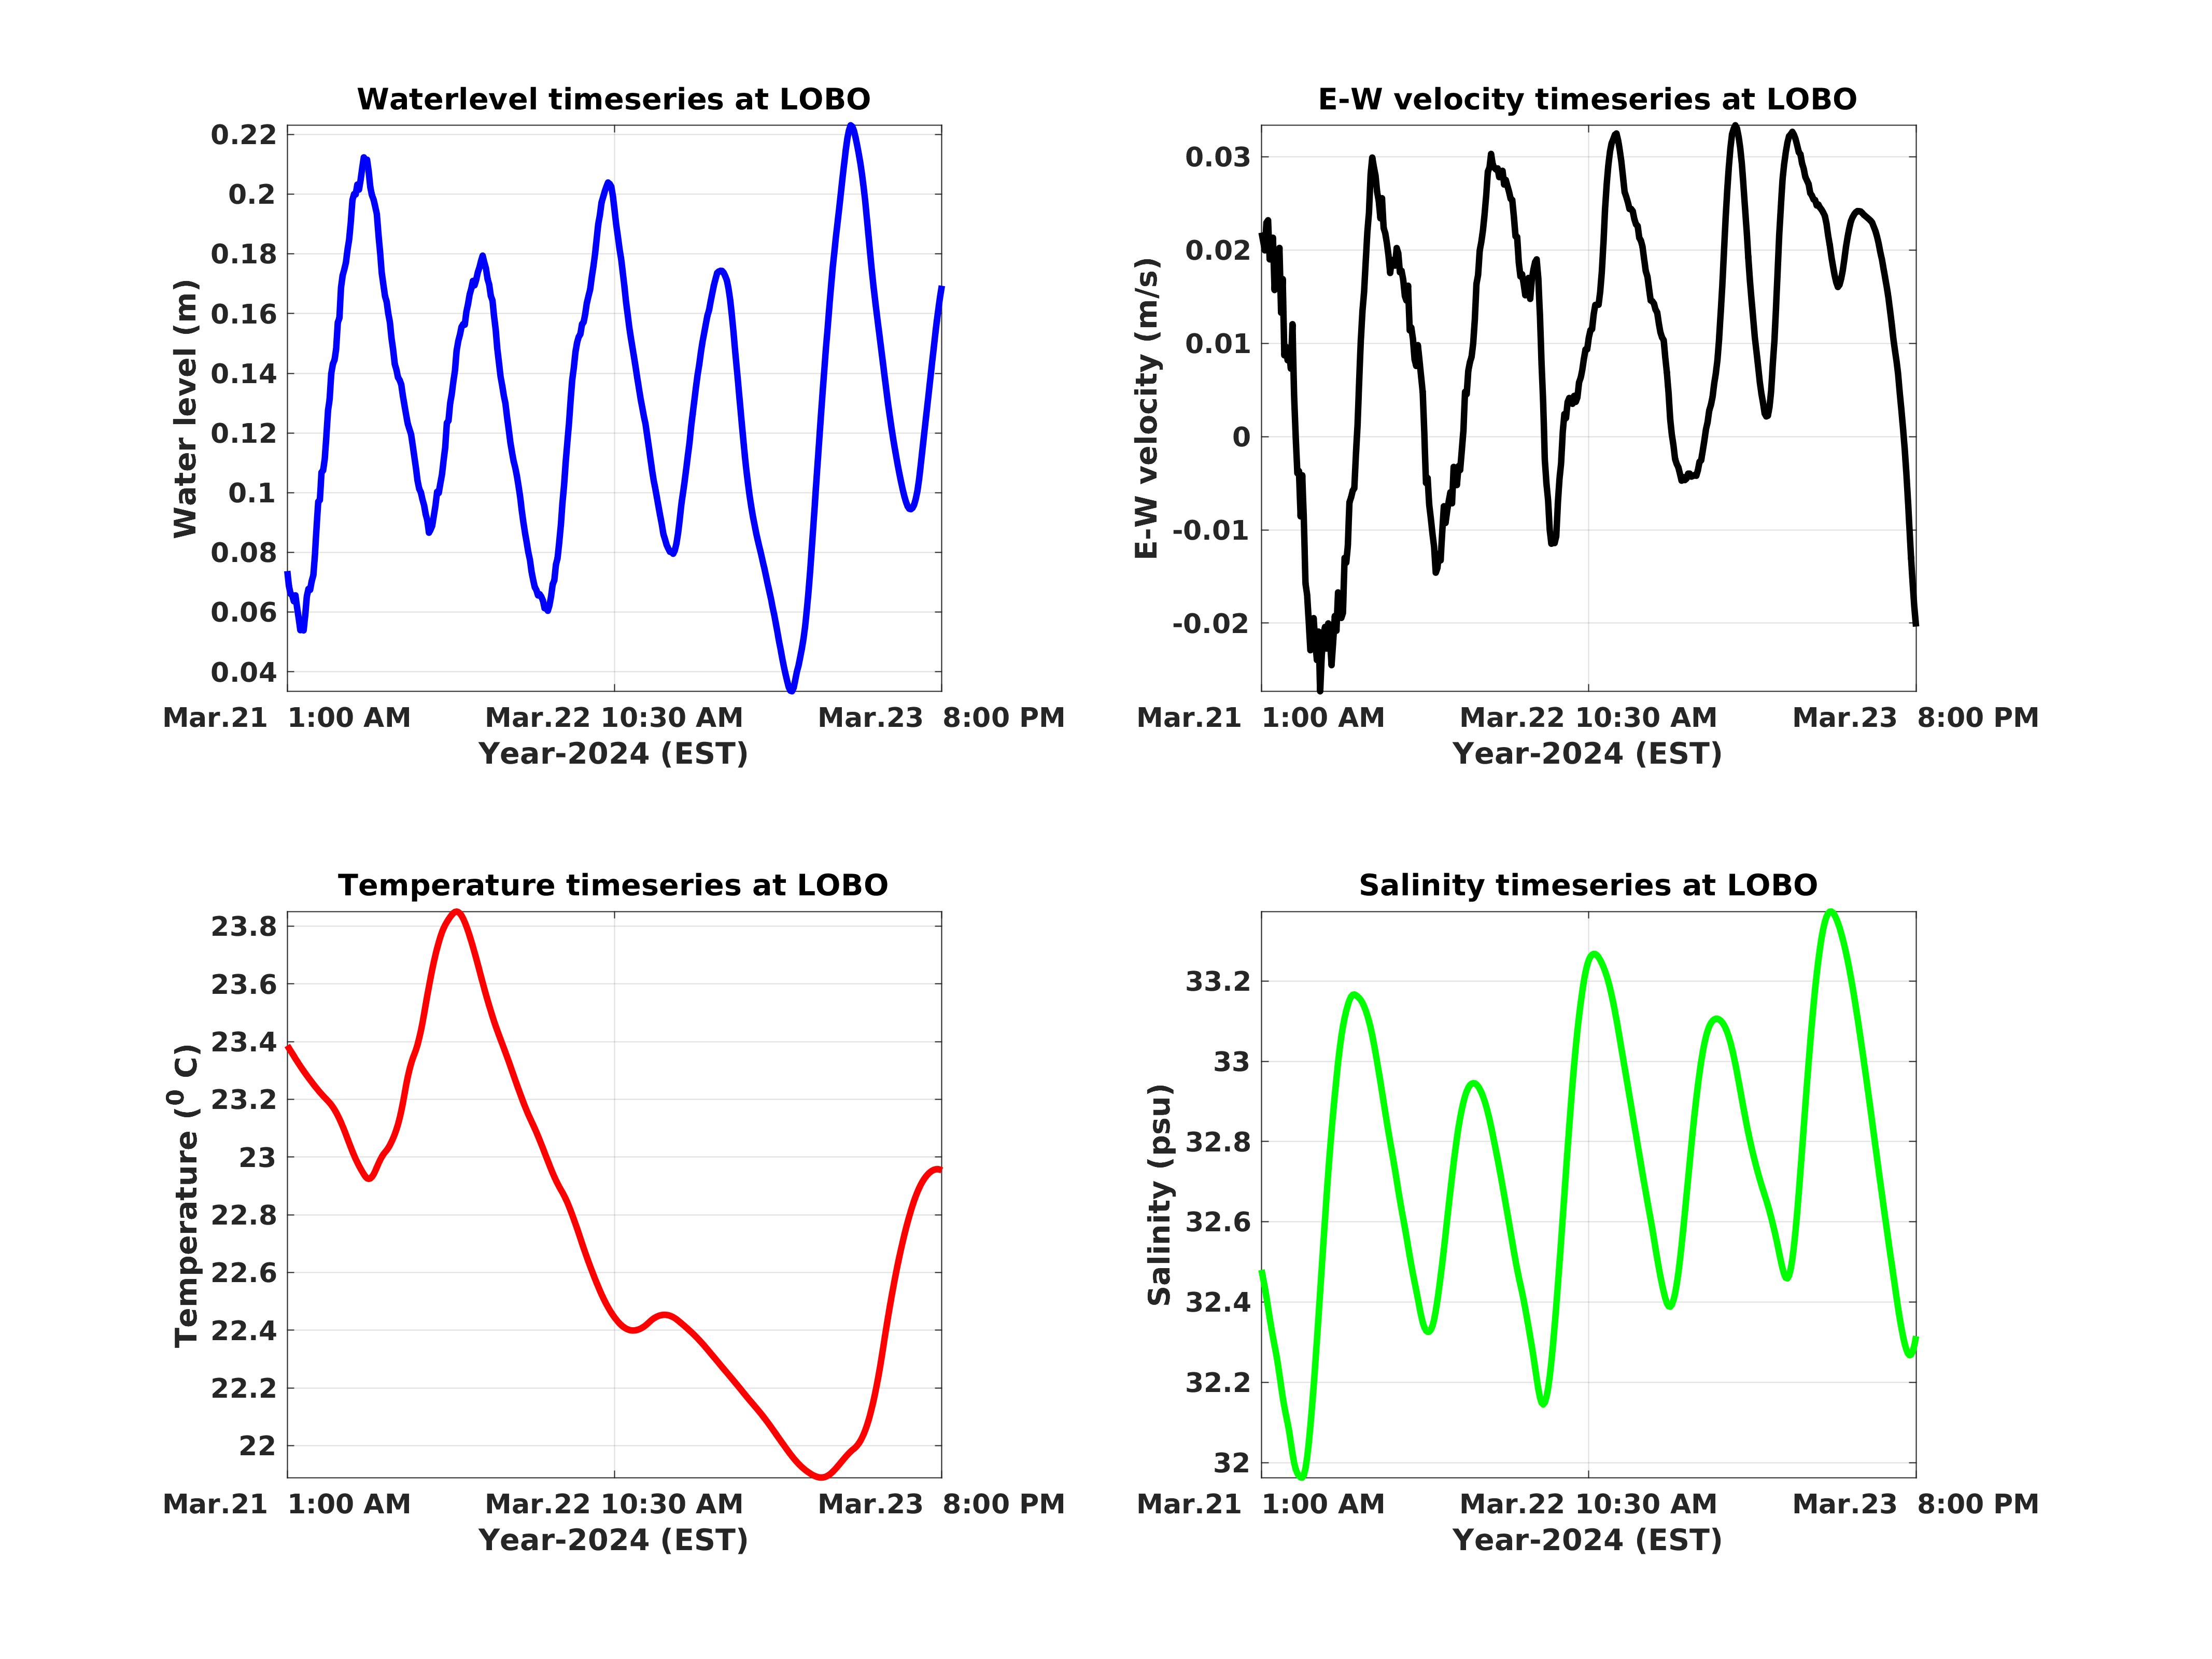 Waterlevel timeseries at LOBO
0.22
0.2
0.18
0.16
0.14
0.12
0.1
0.08
0.06
0.04
Water level (m)
Mar.21 1:00 AM Mar.22 10:30 AM Mar.23 8:00 PM
Year-2024 (EST)
E-W velocity timeseries at LOBO
0.03
0.02
0.01
0
-0.01
-0.02
E-W velocity (m/s)
Mar.21 1:00 AM Mar.22 10:30 AM Mar.23 8:00 PM
Year-2024 (EST)
Temperature timeseries at LOBO
23.8
23.6
23.4
23.2
23
22.8
22.6
22.4
22.2
22
Temperature (⁰ C)
Mar.21 1:00 AM Mar.22 10:30 AM Mar.23 8:00 PM
Year-2024 (EST)
Salinity timeseries at LOBO
33.2
33
32.8
32.6
32.4
32.2
32
Salinity (psu)
Mar.21 1:00 AM Mar.22 10:30 AM Mar.23 8:00 PM
Year-2024 (EST)